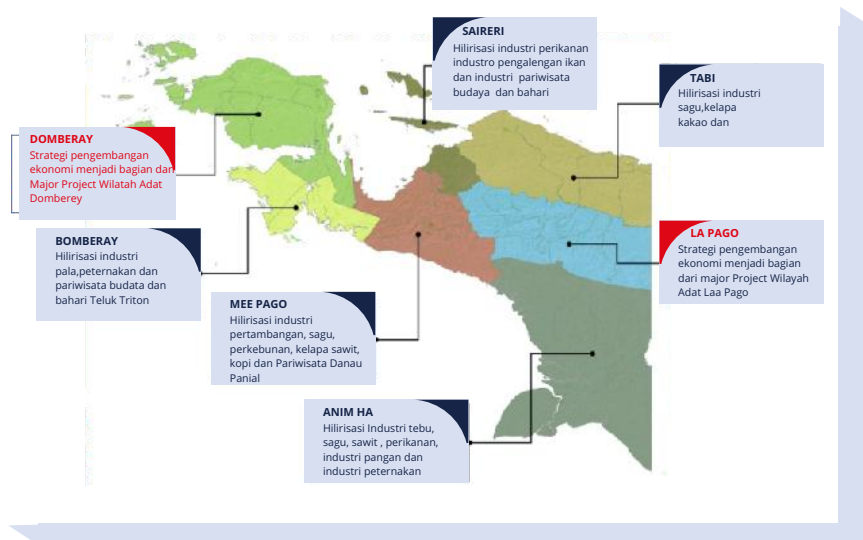 SAIRERI
Hilirisasi industri perikanan
industro pengalengan ikan
dan industri pariwisata
budaya dan bahari
TABI
Hilirisasi industri
sagu,kelapa
kakao dan
DOMBERAY
Strategi pengembangan
ekonomi menjadi bagian dari
Major Project Wilatah Adat
Domberey
BOMBERAY
Hilirisasi industri
pala,peternakan dan
pariwisata budata dan
bahari Teluk Triton
LA PAGO
Strategi pengembangan
ekonomi menjadi bagian
dari major Project Wilayah
Adat Laa Pago
MEE PAGO
Hilirisasi industri
pertambangan, sagu,
perkebunan, kelapa sawit,
kopi dan Pariwisata Danau
Panial
ANIM HA
Hilirisasi Industri tebu,
sagu, sawit , perikanan,
industri pangan dan
industri peternakan